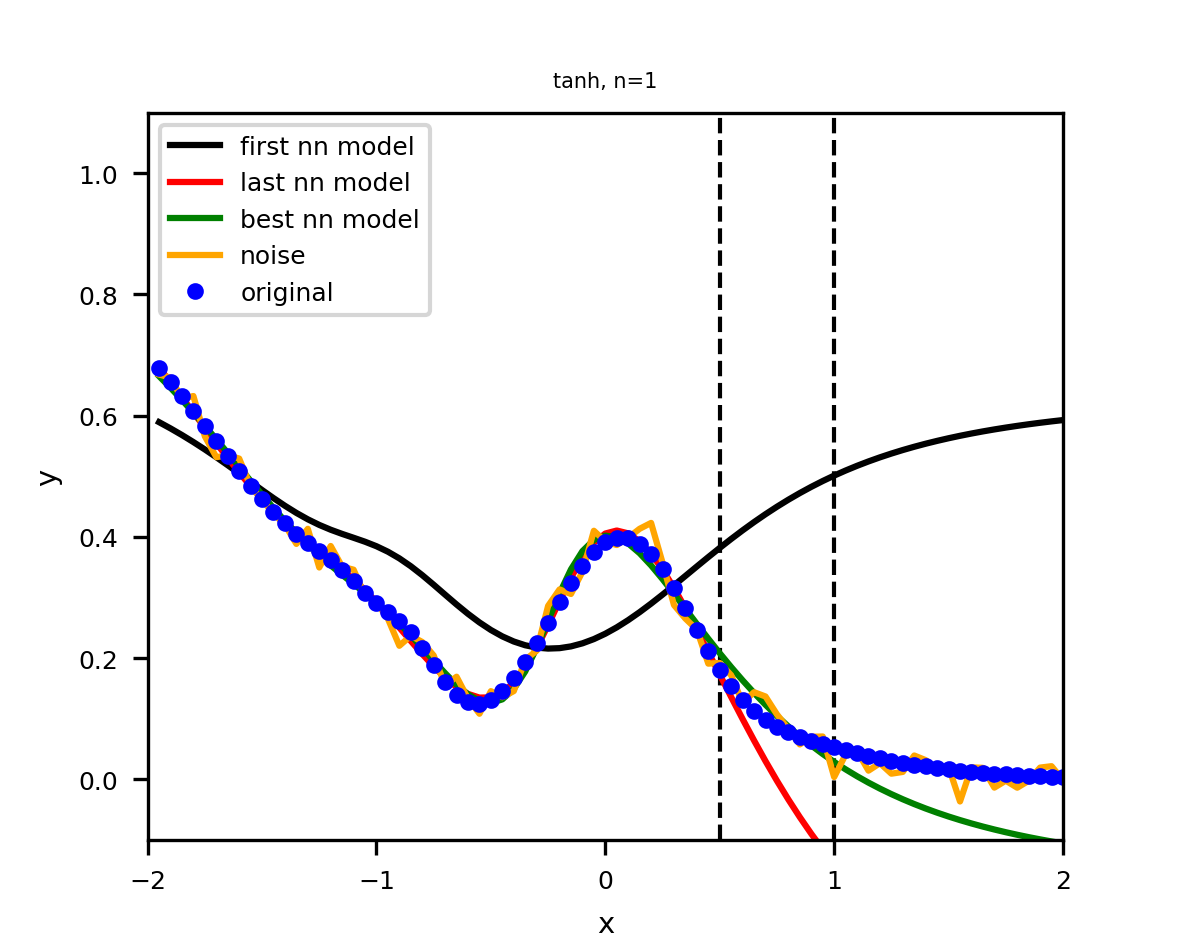 tanh, n=1
first nn model
last nn model
best nn model
noise
original
1.0
0.8
0.6
0.4
0.2
0.0
y
−2
−1
0
1
2
x